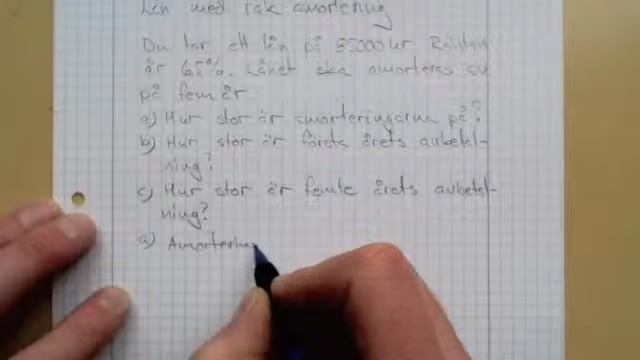 Lån med rak amortering
Du tar ett lån på 35000 kr Räntan
är 6,5%. Lånet ska amorteras av
på fem år
a) Hur stor är amorteringarna på?
b) Hur stor är första årets avbetal-
ning?
c) Hur stor är femte årets avbetal-
ning?
a) Amortering